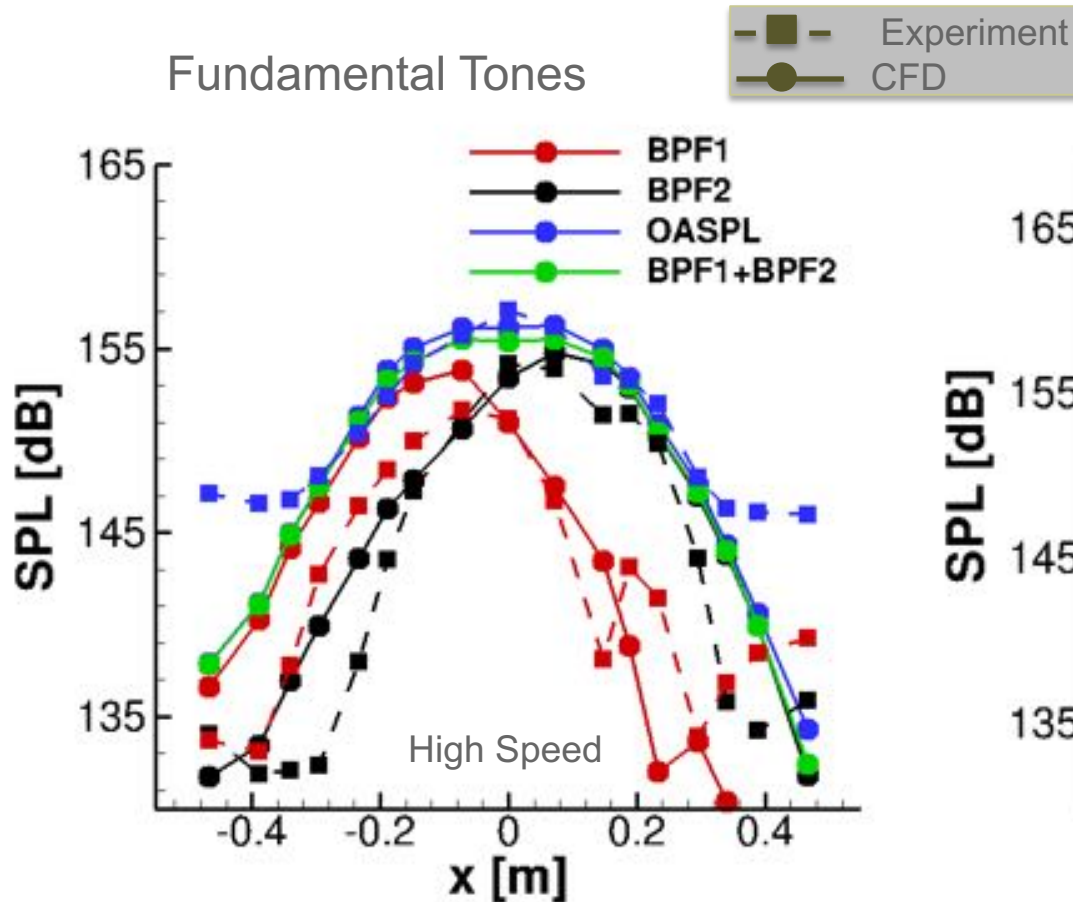 Experiment
CFD
Fundamental Tones
BPF1
BPF2
OASPL
BPF1+BPF2
165
155
145
135
SPL [dB]
High Speed
-0.4 -0.2 0 0.2 0.4
x [m]
165
155
145
135
SPL [dB]